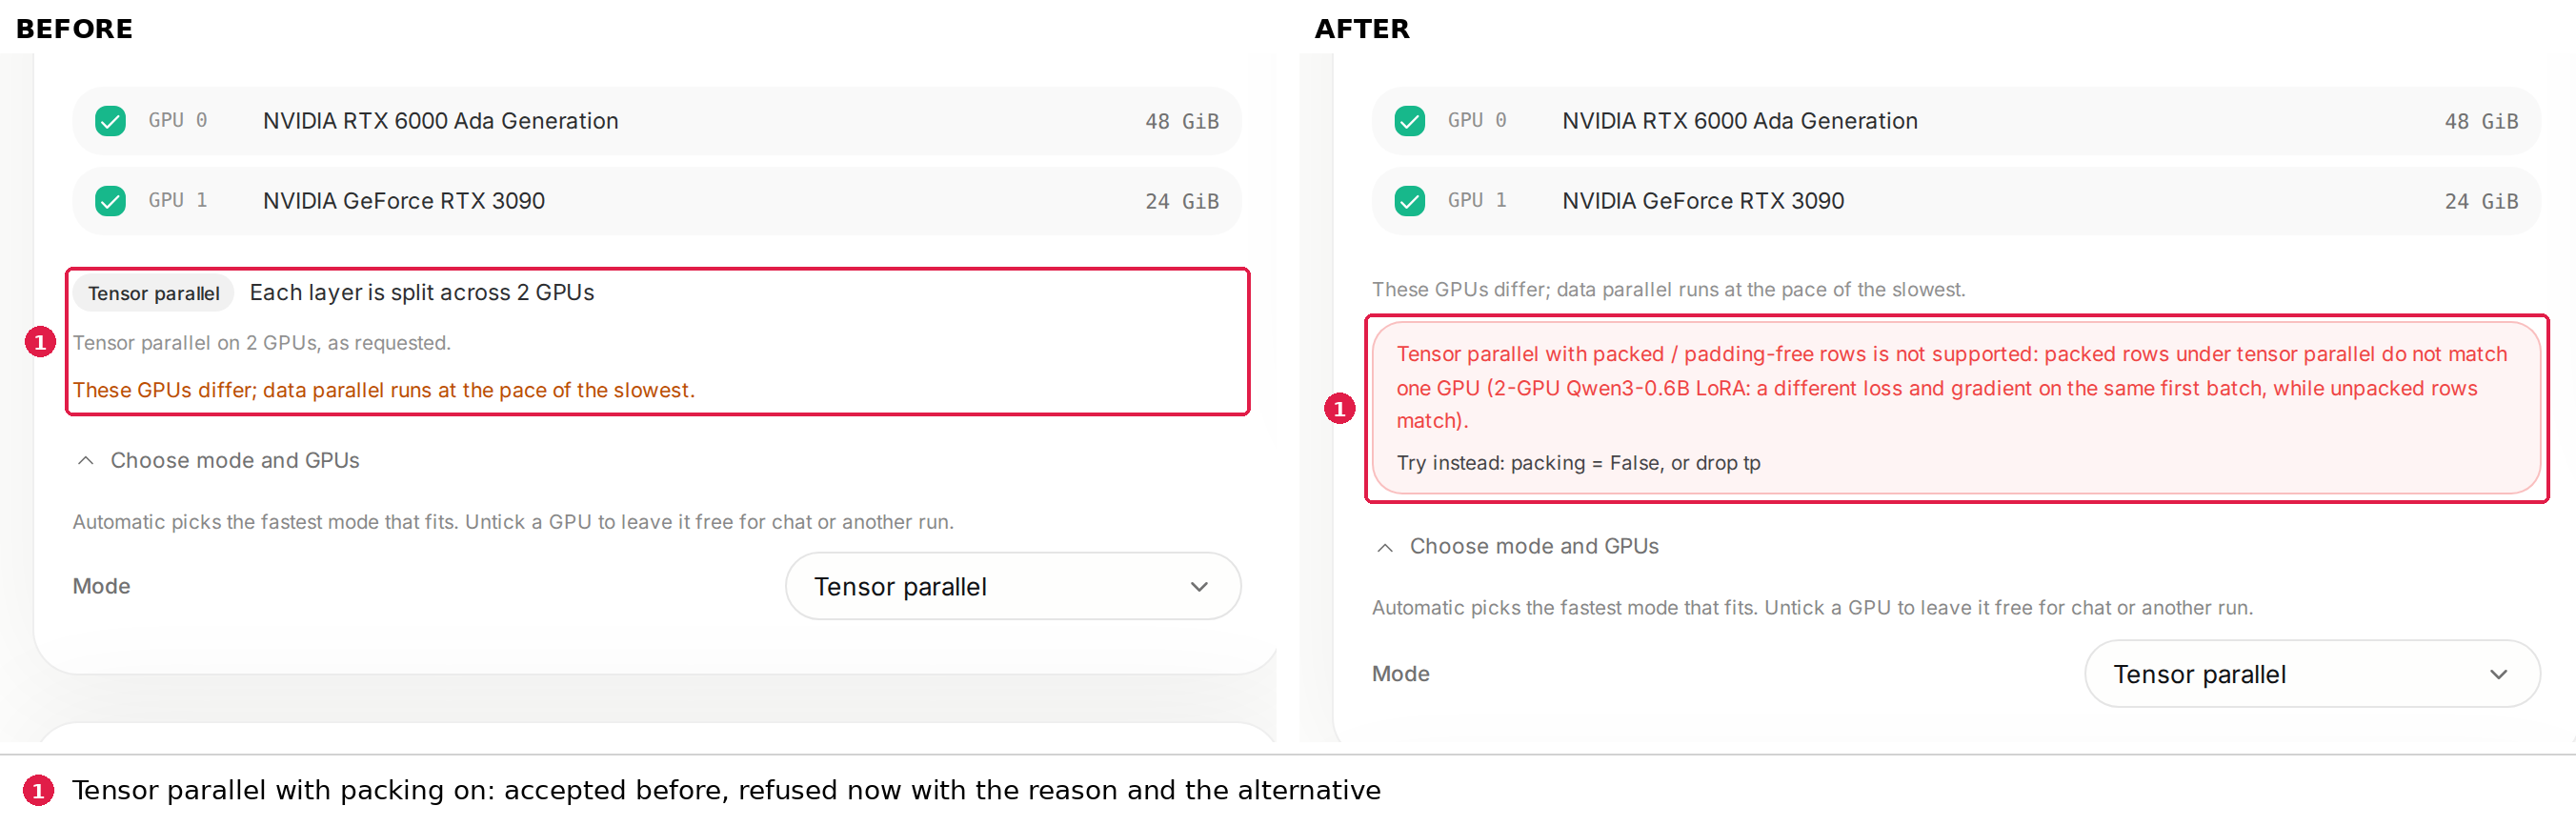 BEFORE
GPU 0 NVIDIA RTX 6000 Ada Generation 48 GiB
GPU 1 NVIDIA GeForce RTX 3090 24 GiB
1
Tensor parallel Each layer is split across 2 GPUs
Tensor parallel on 2 GPUs, as requested.
These GPUs differ; data parallel runs at the pace of the slowest.
Choose mode and GPUs
Automatic picks the fastest mode that fits. Untick a GPU to leave it free for chat or another run.
Mode Tensor parallel
AFTER
GPU 0 NVIDIA RTX 6000 Ada Generation 48 GiB
GPU 1 NVIDIA GeForce RTX 3090 24 GiB
These GPUs differ; data parallel runs at the pace of the slowest.
1
Tensor parallel with packed / padding-free rows is not supported: packed rows under tensor parallel do not match
one GPU (2-GPU Qwen3-0.6B LoRA: a different loss and gradient on the same first batch, while unpacked rows
match).
Try instead: packing = False, or drop tp
Choose mode and GPUs
Automatic picks the fastest mode that fits. Untick a GPU to leave it free for chat or another run.
Mode Tensor parallel
1 Tensor parallel with packing on: accepted before, refused now with the reason and the alternative